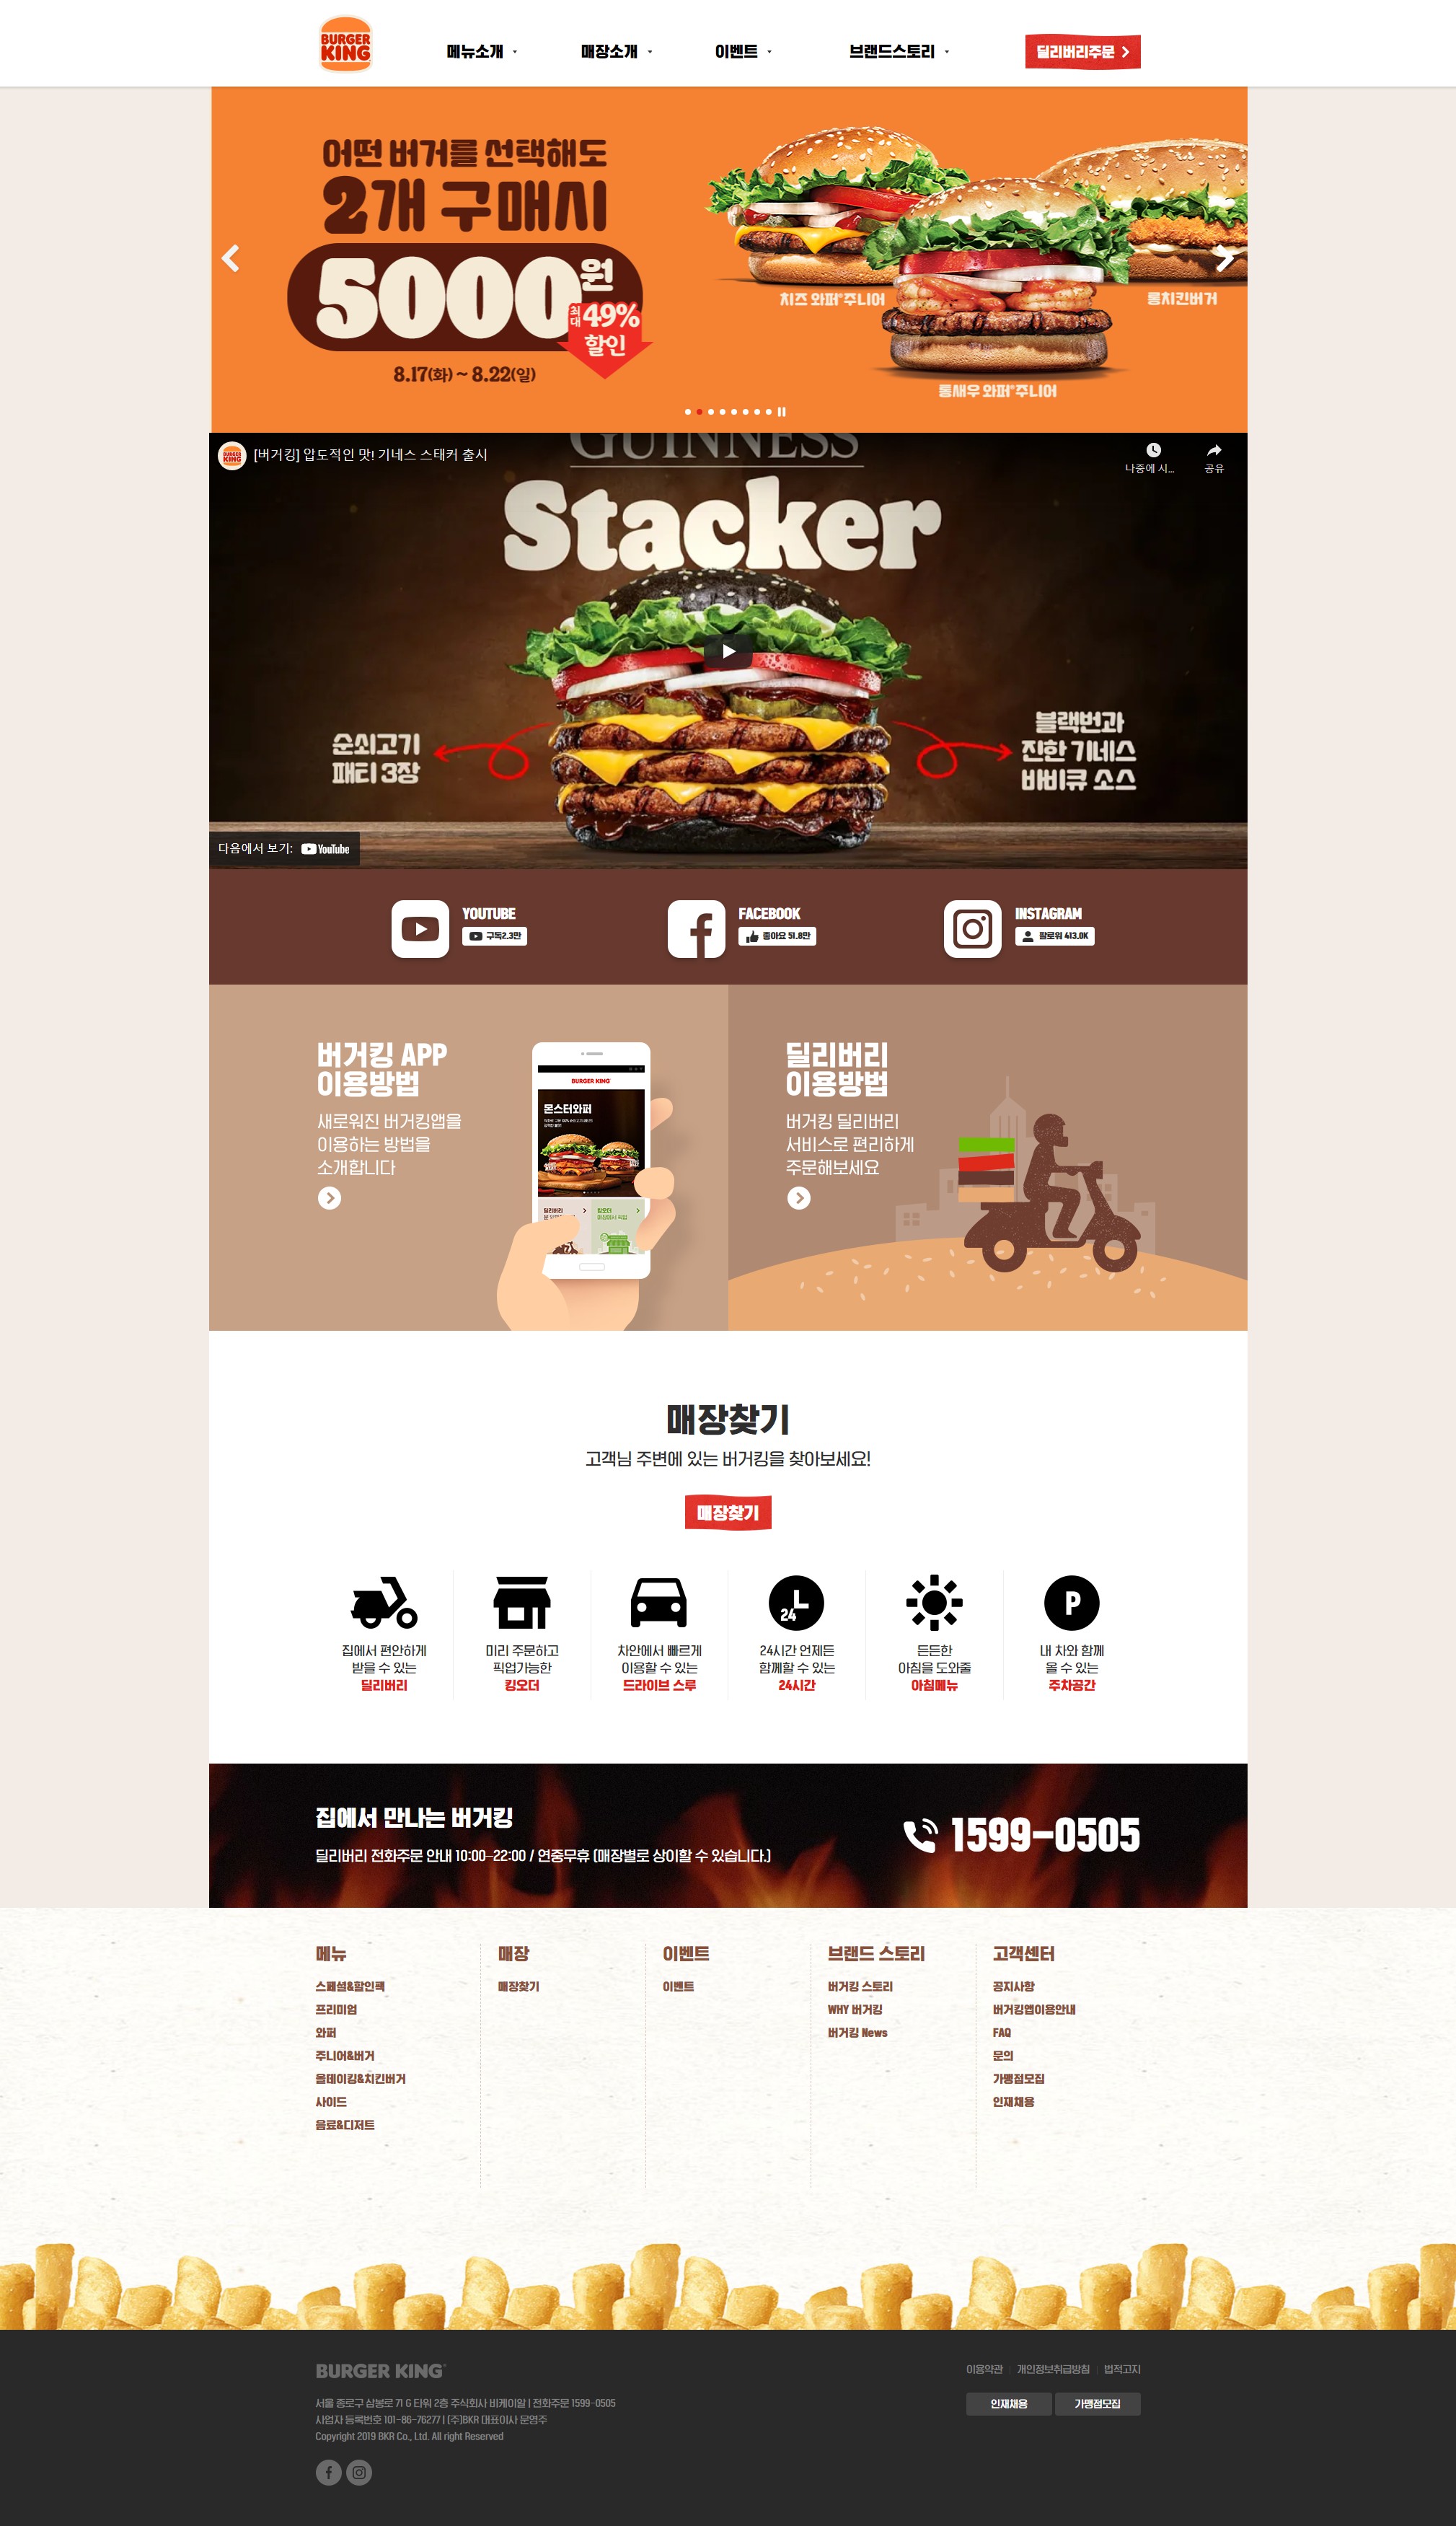 BURGER
KING
메뉴소개
매장소개
이벤트
브랜드스토리
딜리버리주문
어떤 버거를 선택해도
2개 구매시
5000원
최대 49%
할인
8.17(화) ~ 8.22(일)
치즈 와퍼®주니어
롱치킨버거
통새우 와퍼®주니어
[버거킹] 압도적인 맛! 기네스 스태커 출시
나중에 시...
공유
GUINNESS
Stacker
순쇠고기
패티 3장
블랙번과
진한 기네스
바비큐 소스
다음에서 보기: YouTube
YOUTUBE
구독2.3만
FACEBOOK
좋아요 51.8만
INSTAGRAM
팔로워 413.0K
버거킹 APP
이용방법
새로워진 버거킹앱을
이용하는 방법을
소개합니다
BURGER KING
몬스터와퍼
딜리버리
킹오더
매장에서 픽업
딜리버리
이용방법
버거킹 딜리버리
서비스로 편리하게
주문해보세요
매장찾기
고객님 주변에 있는 버거킹을 찾아보세요!
매장찾기
집에서 편안하게
받을 수 있는
딜리버리
미리 주문하고
픽업가능한
킹오더
차안에서 빠르게
이용할 수 있는
드라이브 스루
24
24시간 언제든
함께할 수 있는
24시간
든든한
아침을 도와줄
아침메뉴
P
내 차와 함께
올 수 있는
주차공간
집에서 만나는 버거킹
딜리버리 전화주문 안내 10:00-22:00 / 연중무휴 (매장별로 상이할 수 있습니다.)
1599-0505
메뉴
스페셜&할인팩
프리미엄
와퍼
주니어&버거
올데이킹&치킨버거
사이드
음료&디저트
매장
매장찾기
이벤트
이벤트
브랜드 스토리
버거킹 스토리
WHY 버거킹
버거킹 News
고객센터
공지사항
버거킹앱이용안내
FAQ
문의
가맹점모집
인재채용
BURGER KING
이용약관 | 개인정보취급방침 | 법적고지
인재채용
가맹점모집
서울 종로구 삼봉로 71 G 타워 2층 주식회사 비케이알 | 전화주문 1599-0505
사업자 등록번호 101-86-76277 | (주)BKR 대표이사 문영주
Copyright 2019 BKR Co., Ltd. All right Reserved